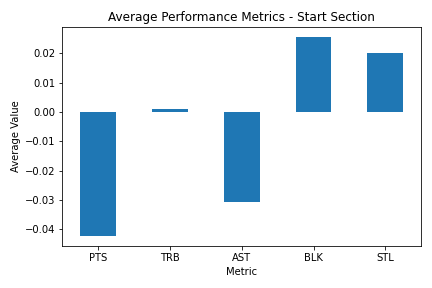 Average Performance Metrics - Start Section
0.02
0.01
0.00
−0.01
−0.02
−0.03
−0.04
Average Value
PTS TRB AST BLK STL
Metric